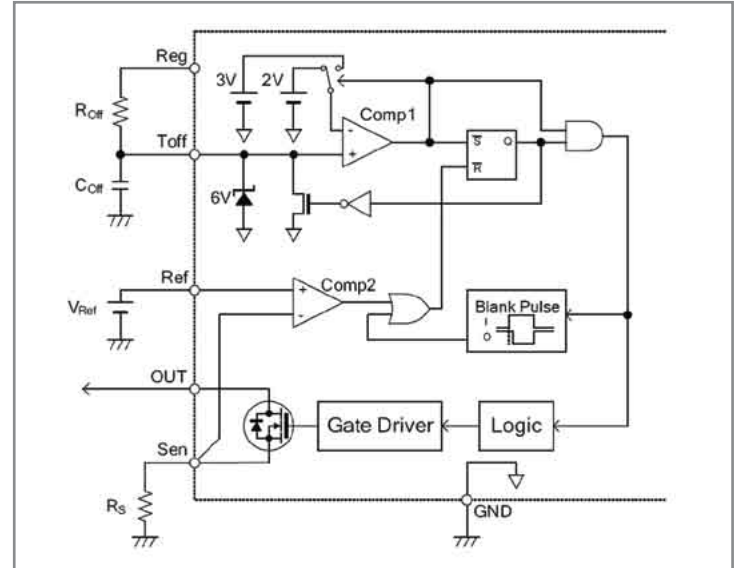 Reg
3V
2V
R_Off
Comp1
Toff
S̅
Q
R̅
C_Off
6V
Ref
Comp2
V_Ref
Blank Pulse
I
O
OUT
Gate Driver
Logic
Sen
R_S
GND